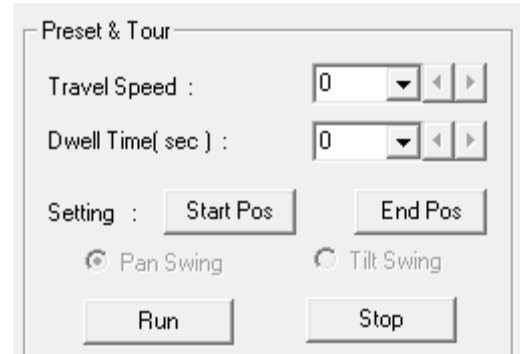 Preset & Tour
Travel Speed : 0
Dwell Time( sec ) : 0
Setting : Start Pos End Pos
Pan Swing Tilt Swing
Run Stop